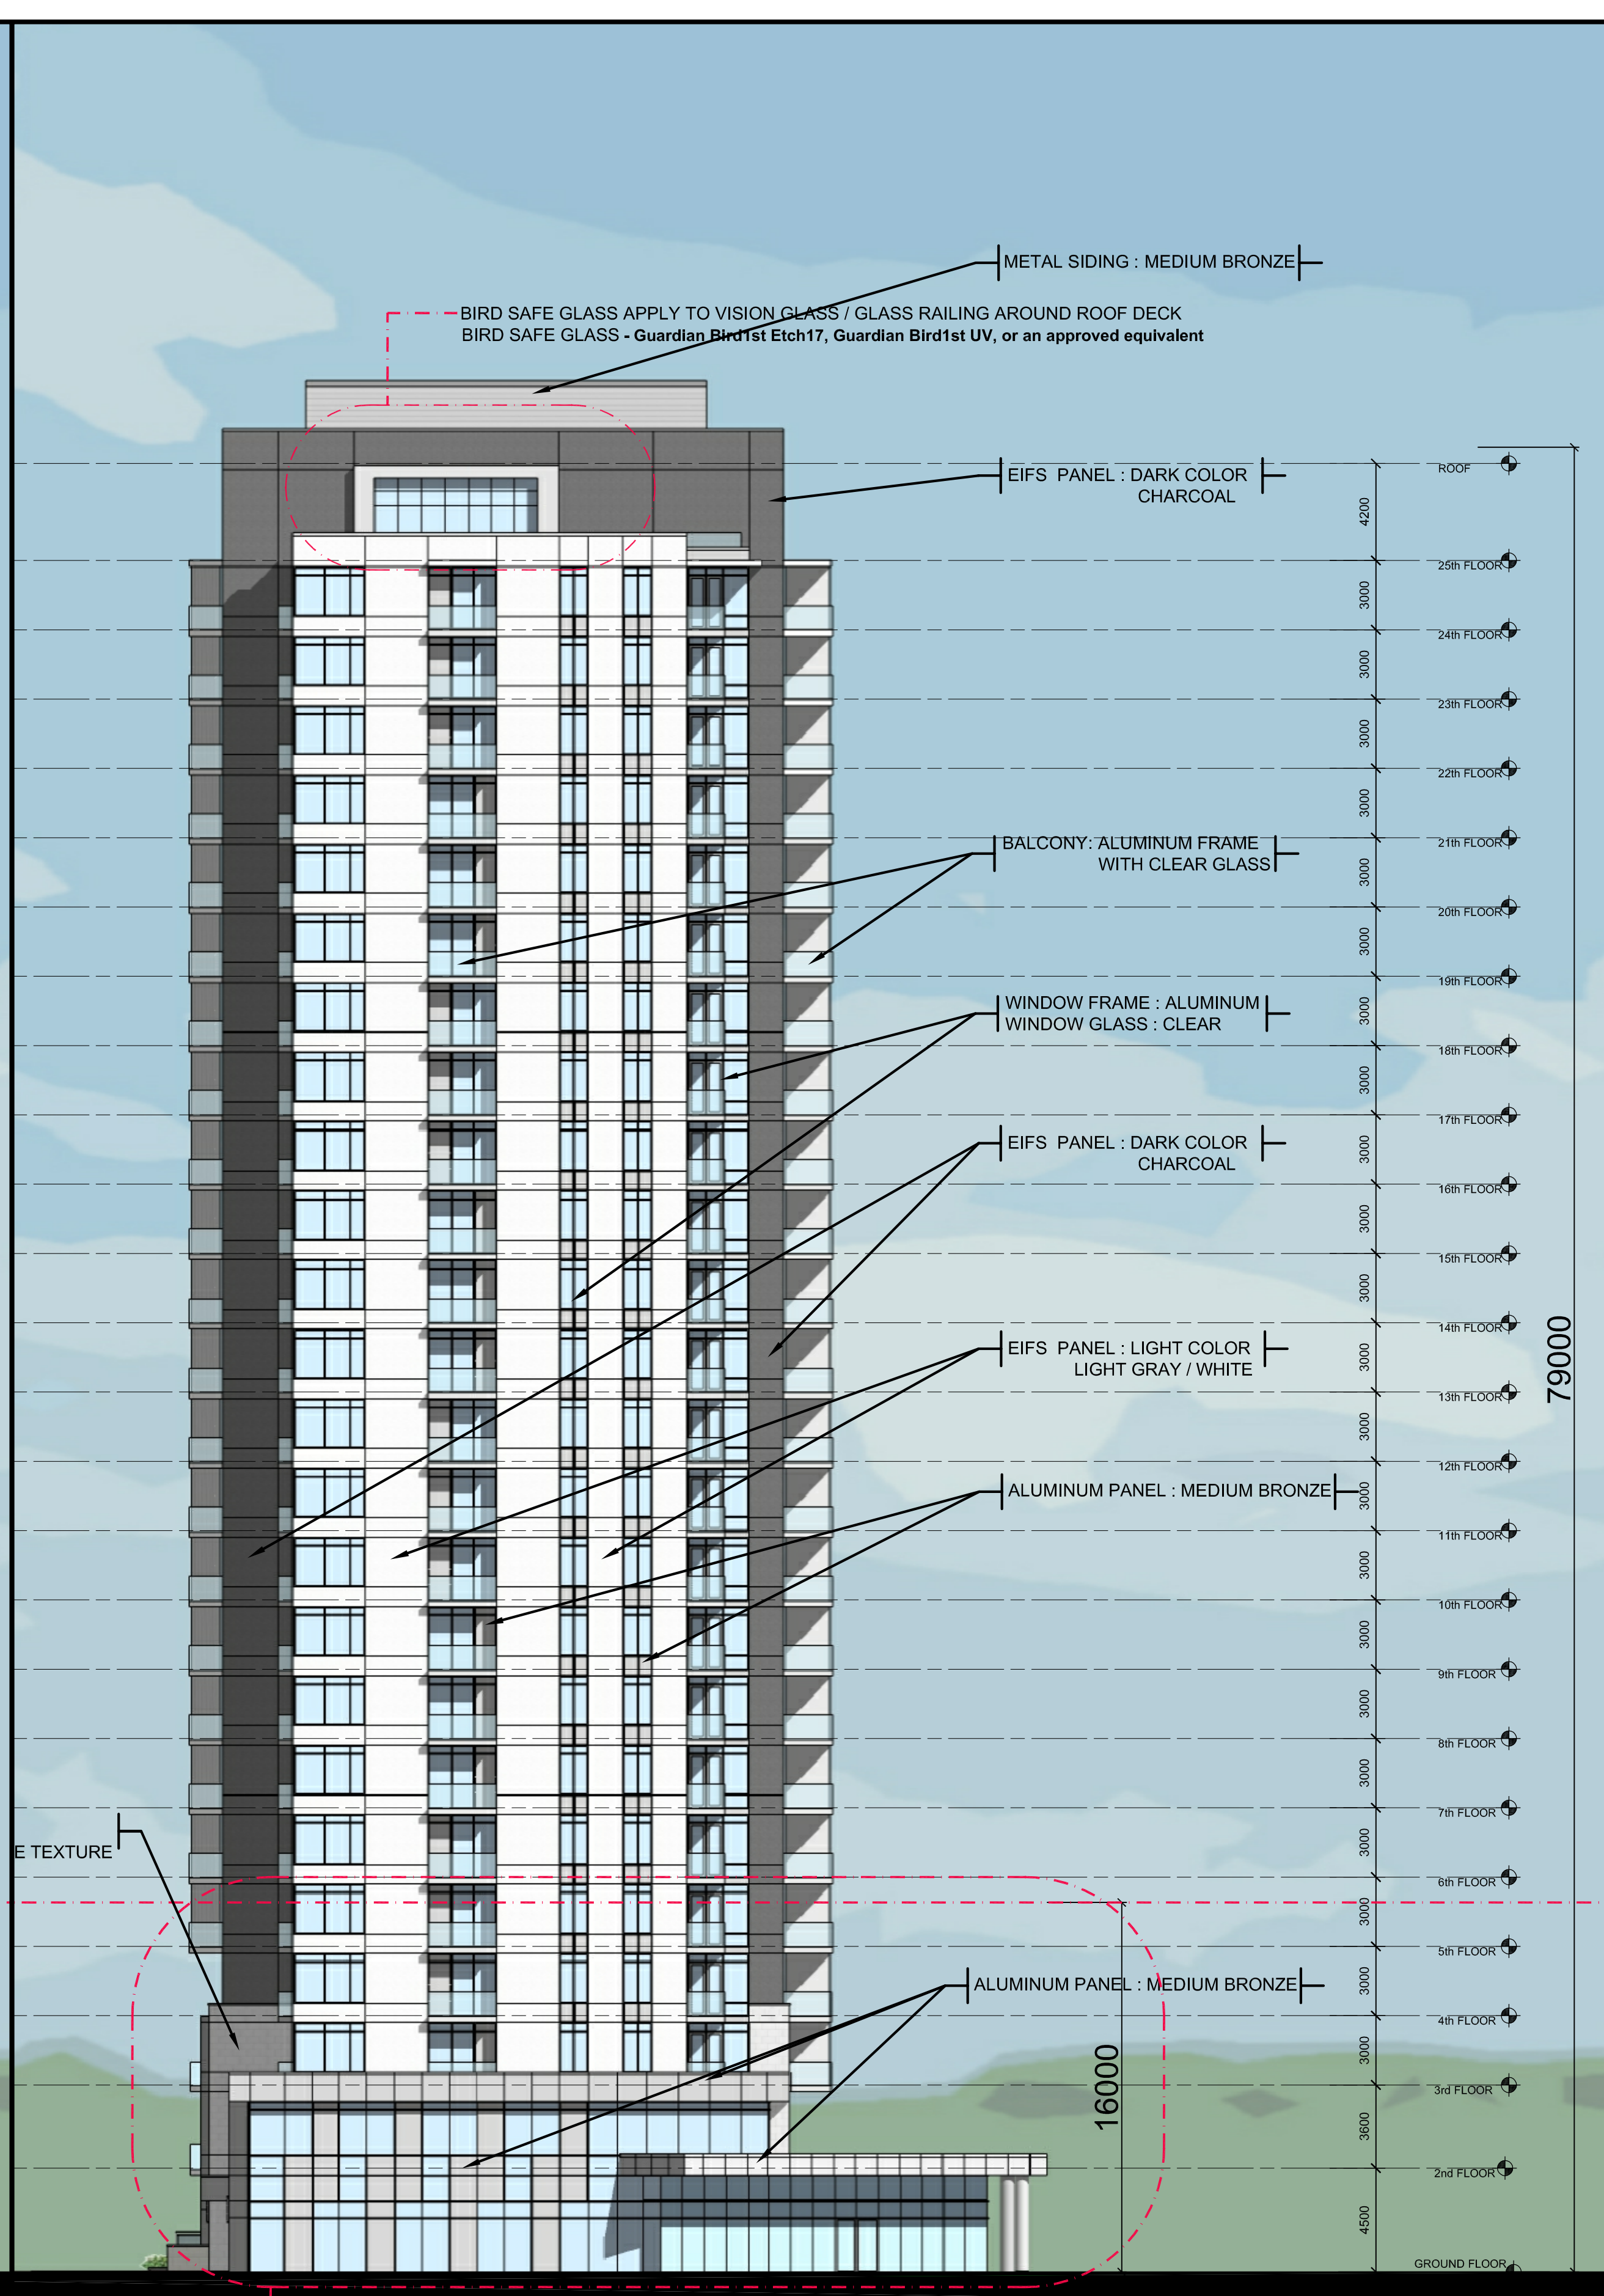 METAL SIDING : MEDIUM BRONZE
BIRD SAFE GLASS APPLY TO VISION GLASS / GLASS RAILING AROUND ROOF DECK
BIRD SAFE GLASS - Guardian Bird1st Etch17, Guardian Bird1st UV, or an approved equivalent
ROOF
EIFS PANEL : DARK COLOR
CHARCOAL
4200
25th FLOOR
3000
24th FLOOR
3000
23th FLOOR
3000
22th FLOOR
3000
BALCONY: ALUMINUM FRAME
WITH CLEAR GLASS
21th FLOOR
3000
20th FLOOR
3000
19th FLOOR
WINDOW FRAME : ALUMINUM
WINDOW GLASS : CLEAR
3000
18th FLOOR
3000
17th FLOOR
EIFS PANEL : DARK COLOR
CHARCOAL
3000
16th FLOOR
3000
15th FLOOR
3000
14th FLOOR
EIFS PANEL : LIGHT COLOR
LIGHT GRAY / WHITE
3000
79000
13th FLOOR
3000
12th FLOOR
ALUMINUM PANEL : MEDIUM BRONZE
3000
11th FLOOR
3000
10th FLOOR
3000
9th FLOOR
3000
8th FLOOR
3000
7th FLOOR
E TEXTURE
3000
6th FLOOR
3000
5th FLOOR
ALUMINUM PANEL : MEDIUM BRONZE
3000
4th FLOOR
3000
16000
3rd FLOOR
3600
2nd FLOOR
4500
GROUND FLOOR